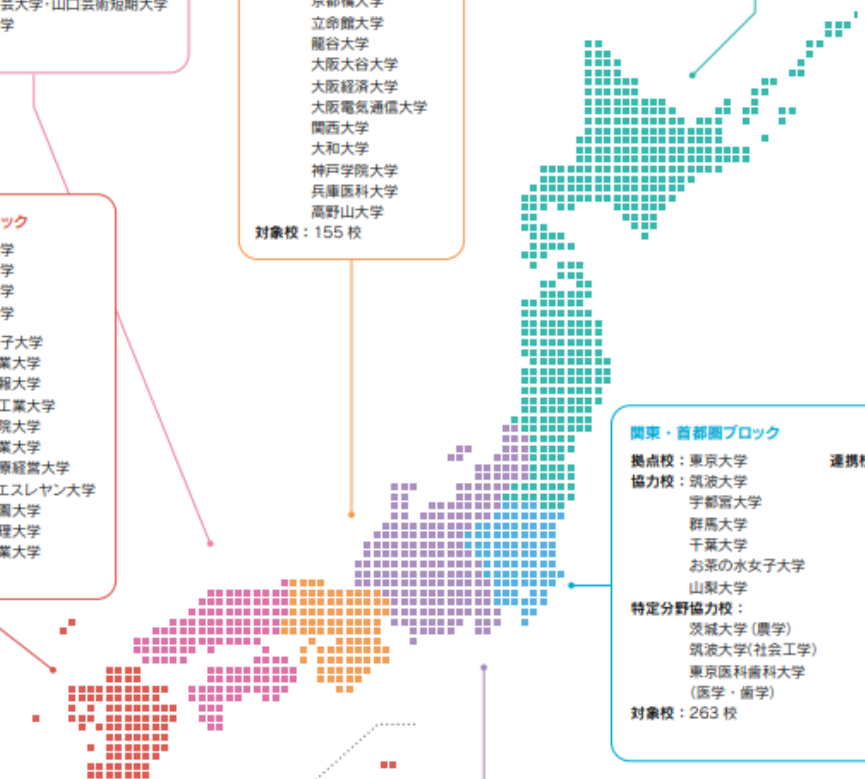 芸大学・山口芸術短期大学
学
ック
学
学
学
学
子大学
業大学
報大学
工業大学
院大学
業大学
療経営大学
エスレヤン大学
園大学
理大学
業大学
京都橘大学
立命館大学
龍谷大学
大阪大谷大学
大阪経済大学
大阪電気通信大学
関西大学
大和大学
神戸学院大学
兵庫医科大学
高野山大学
対象校：155 校
関東・首都圏ブロック
拠点校：東京大学
連携校
協力校：筑波大学
宇都宮大学
群馬大学
千葉大学
お茶の水女子大学
山梨大学
特定分野協力校：
茨城大学（農学）
筑波大学(社会工学)
東京医科歯科大学
（医学・歯学）
対象校：263 校